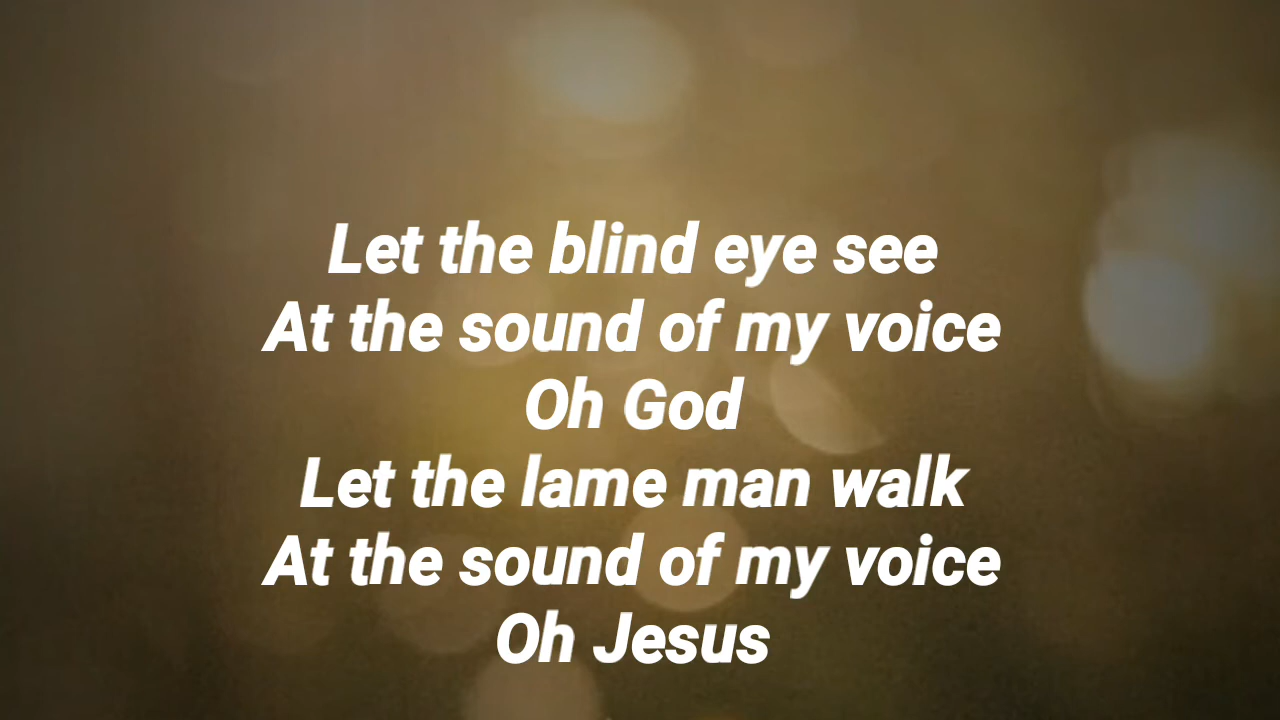 Let the blind eye see
At the sound of my voice
Oh God
Let the lame man walk
At the sound of my voice
Oh Jesus